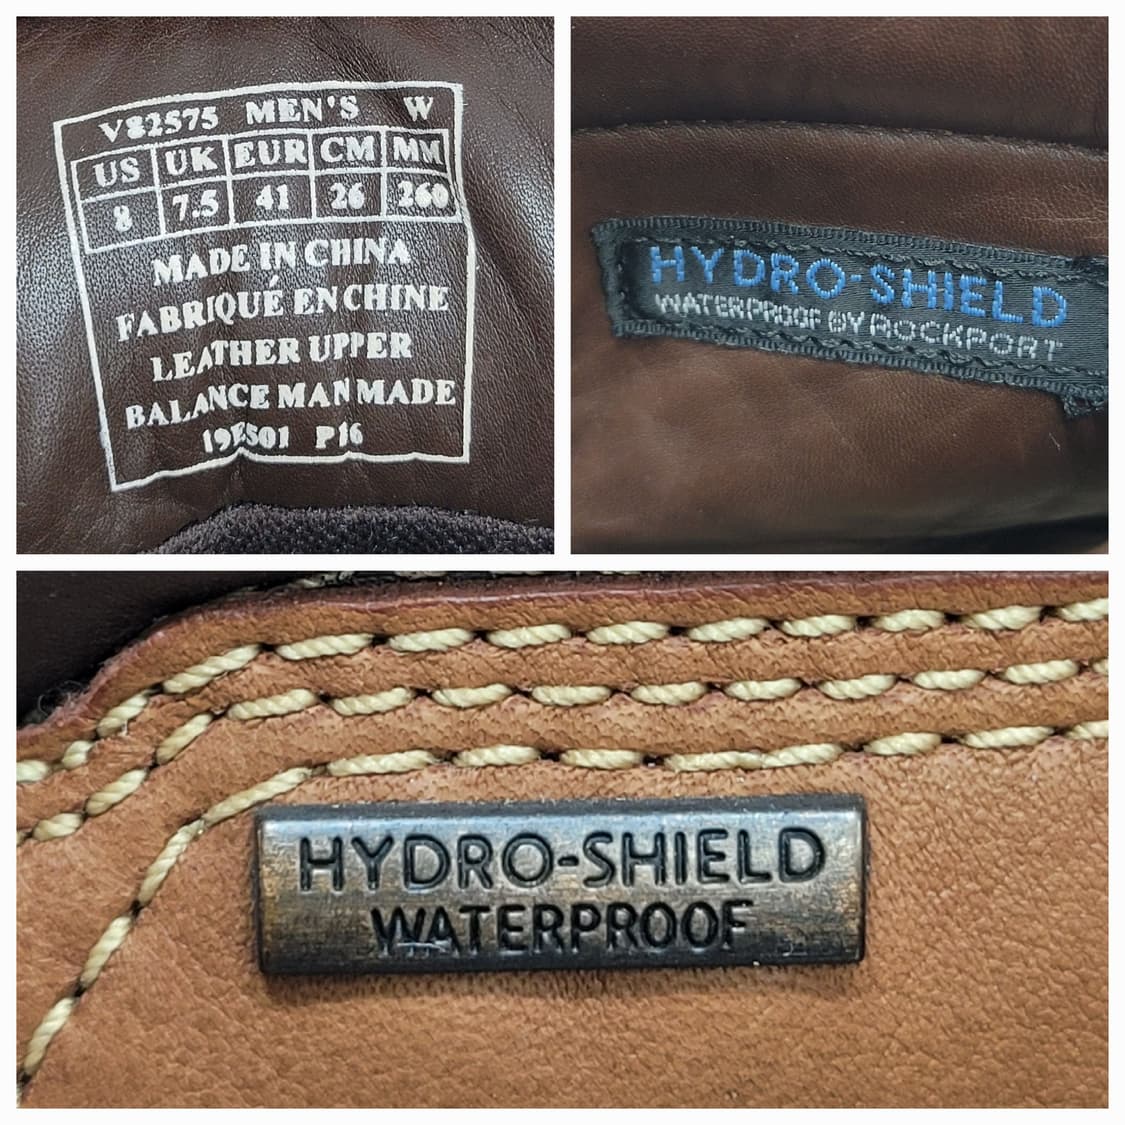 V82575 MEN'S W
US UK EUR CM MM
8 7.5 41 26 260
MADE IN CHINA
FABRIQUÉ EN CHINE
LEATHER UPPER
BALANCE MAN MADE
P16
HYDRO-SHIELD
WATERPROOF BY ROCKPORT
HYDRO-SHIELD
WATERPROOF